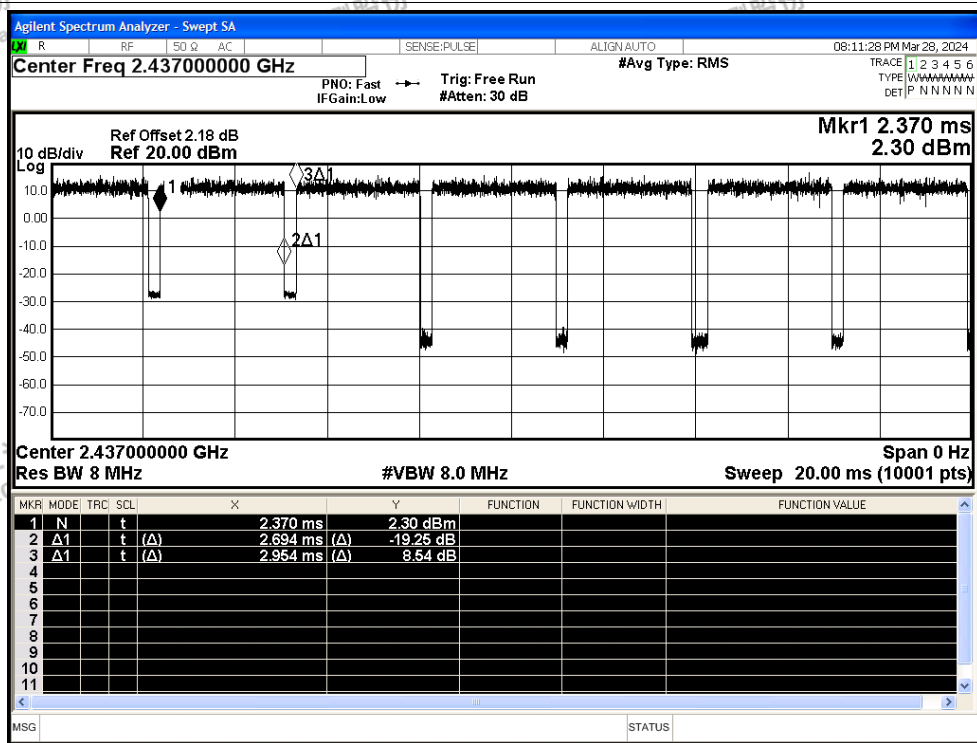 Agilent Spectrum Analyzer - Swept SA
LXI R RF 50 Ω AC SENSE:PULSE ALIGN AUTO 08:11:28 PM Mar 28, 2024
Center Freq 2.437000000 GHz #Avg Type: RMS TRACE 1 2 3 4 5 6
PNO: Fast Trig: Free Run TYPE
IFGain:Low #Atten: 30 dB DET P N N N N N
Mkr1 2.370 ms
Ref Offset 2.18 dB
10 dB/div Ref 20.00 dBm 2.30 dBm
Log
3Δ1
10.0
1
0.00
2Δ1
-10.0
-20.0
-30.0
-40.0
-50.0
-60.0
-70.0
Center 2.437000000 GHz Span 0 Hz
Res BW 8 MHz #VBW 8.0 MHz Sweep 20.00 ms (10001 pts)
MKR MODE TRC SCL X Y FUNCTION FUNCTION WIDTH FUNCTION VALUE
1 N t 2.370 ms 2.30 dBm
2 Δ1 t (Δ) 2.694 ms (Δ) -19.25 dB
3 Δ1 t (Δ) 2.954 ms (Δ) 8.54 dB
4
5
6
7
8
9
10
11
MSG STATUS